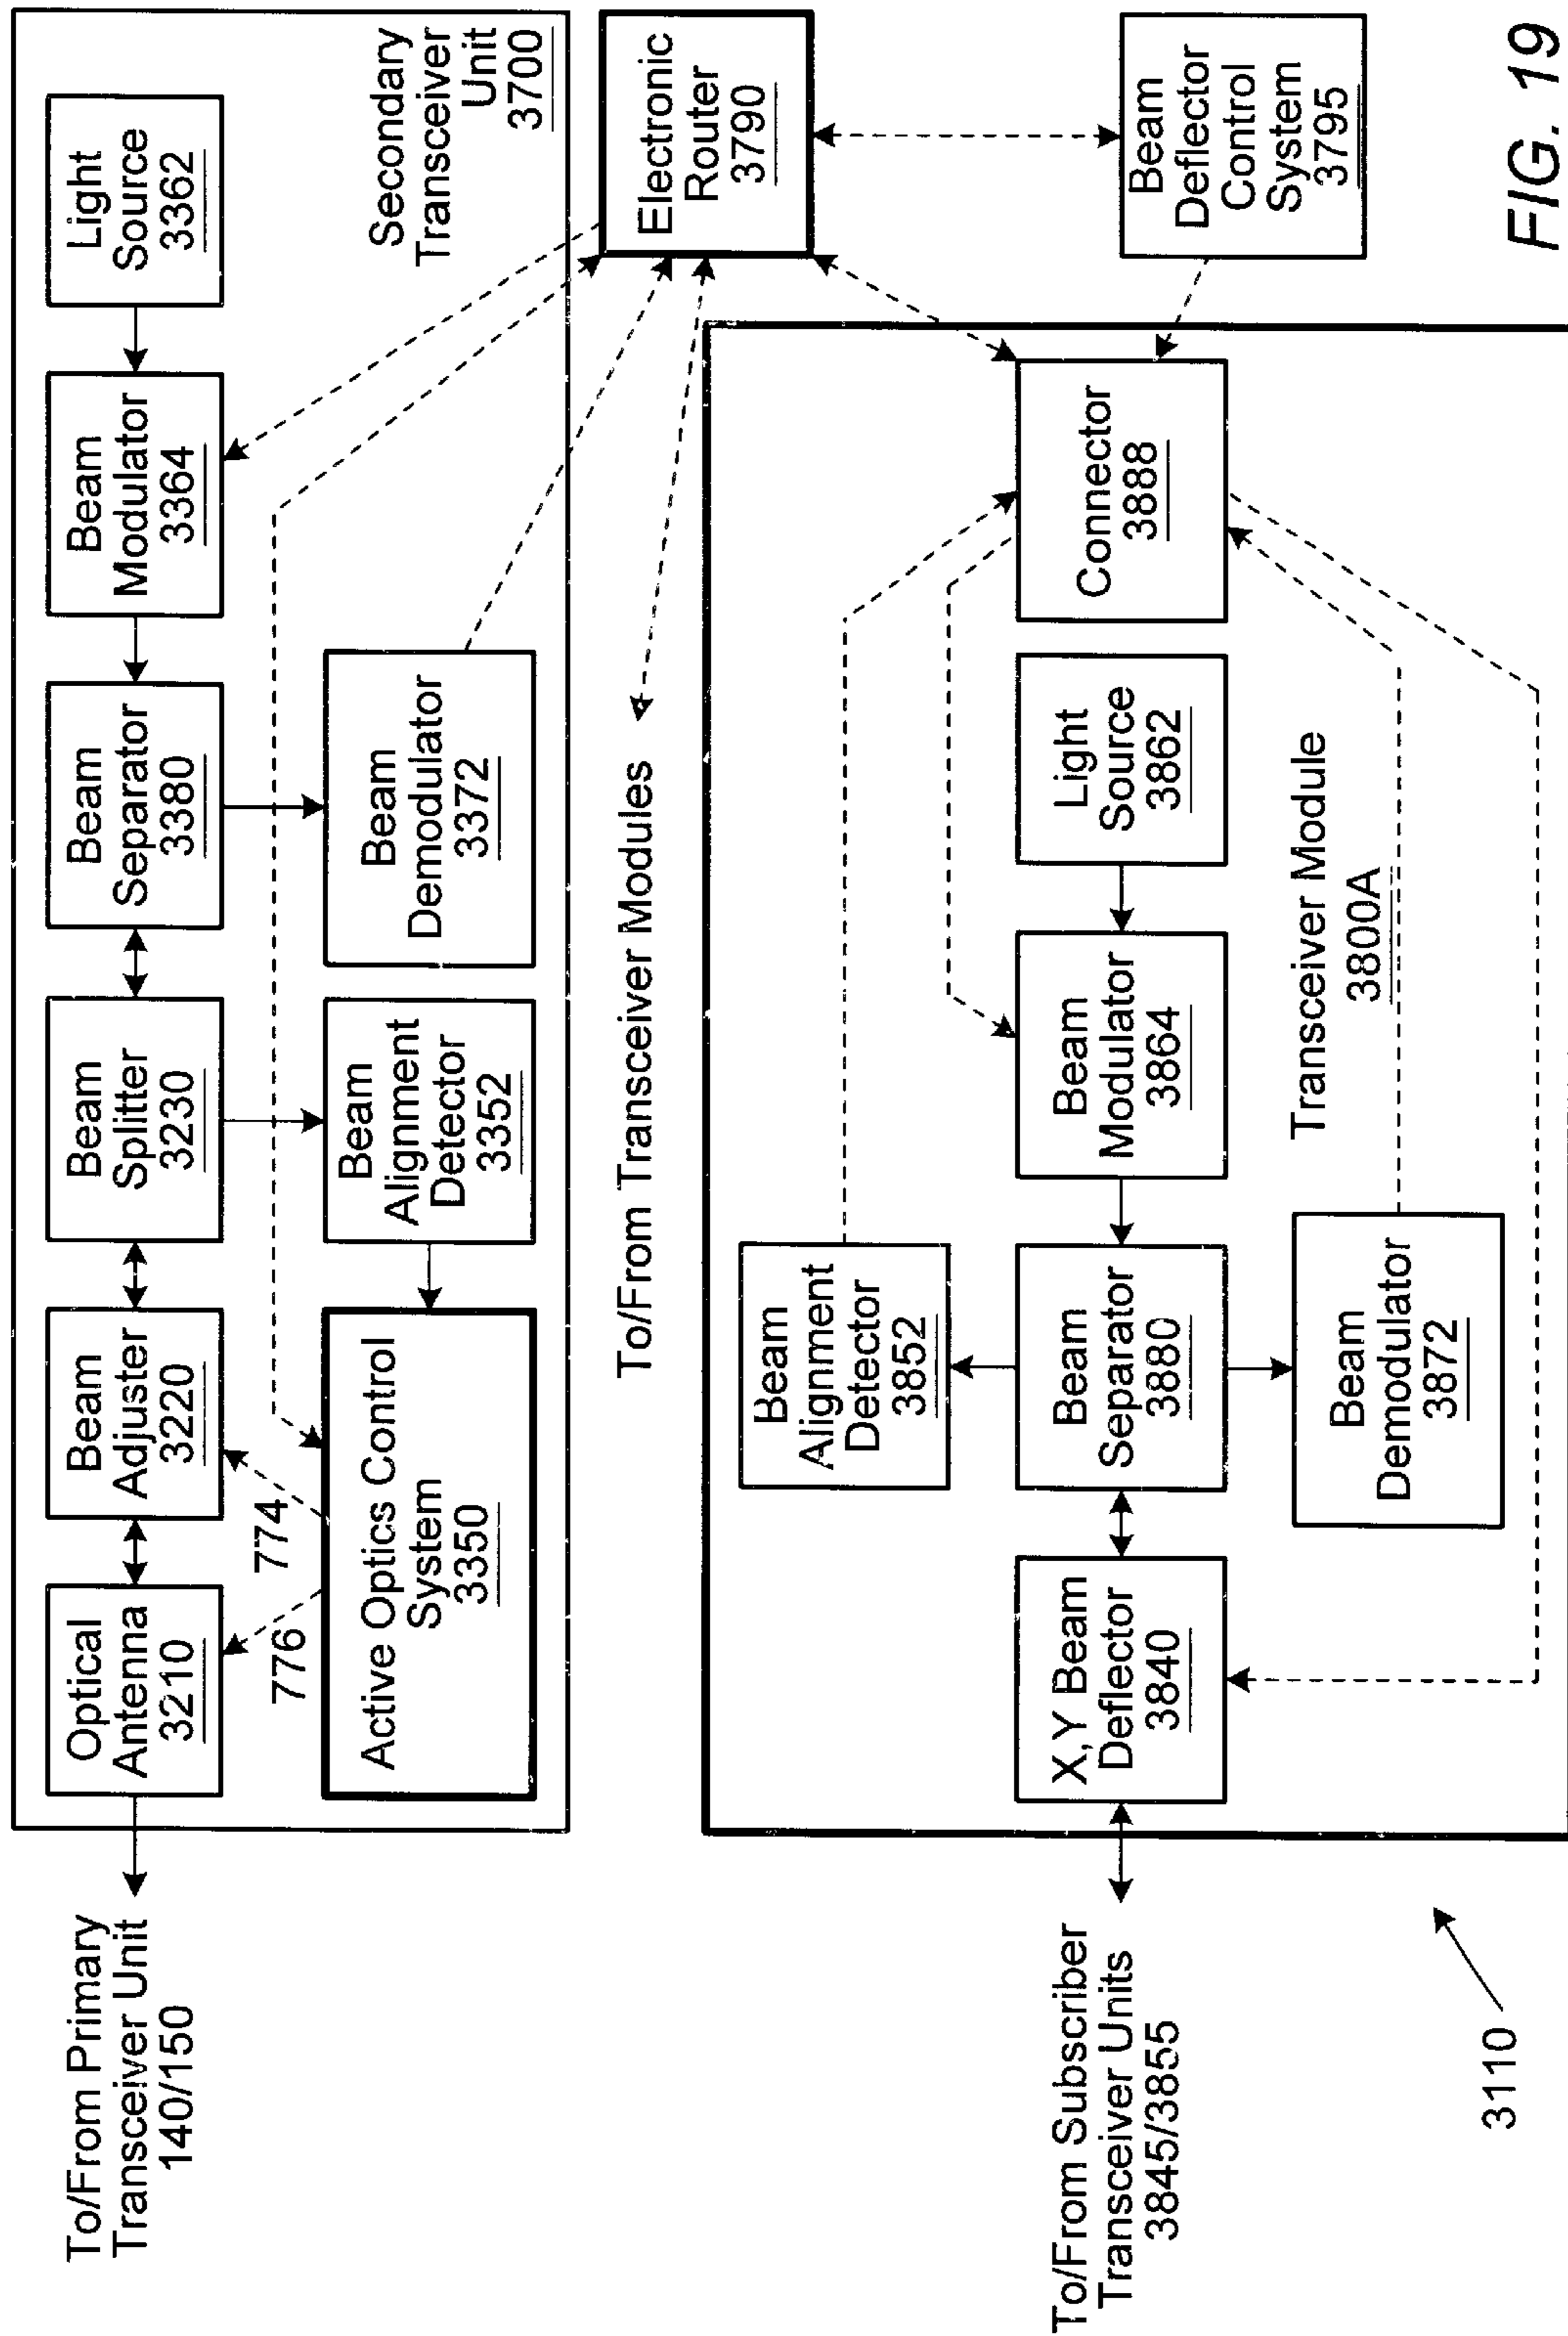 To/From Primary
Transceiver Unit
140/150
Optical
Antenna
3210
Beam
Adjuster
3220
Beam
Splitter
3230
Beam
Separator
3380
Beam
Modulator
3364
Light
Source
3362
776
774
Active Optics Control
System
3350
Beam
Alignment
Detector
3352
Beam
Demodulator
3372
Secondary
Transceiver
Unit
3700
To/From Transceiver Modules
Electronic
Router
3790
To/From Subscriber
Transceiver Units
3845/3855
X,Y Beam
Deflector
3840
Beam
Alignment
Detector
3852
Beam
Separator
3880
Beam
Demodulator
3872
Beam
Modulator
3864
Light
Source
3862
Connector
3888
Transceiver Module
3800A
Beam
Deflector
Control
System
3795
3110
FIG. 19